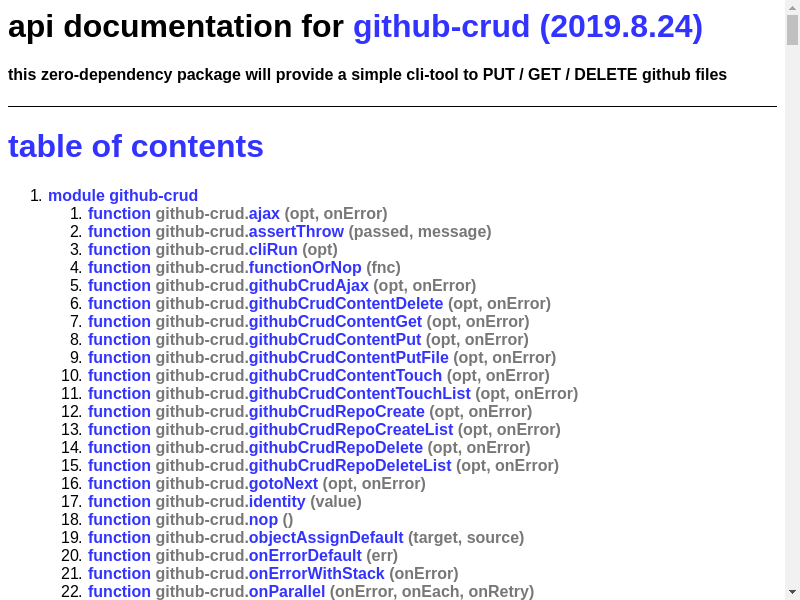 api documentation for github-crud (2019.8.24)
this zero-dependency package will provide a simple cli-tool to PUT / GET / DELETE github files
table of contents
1. module github-crud
1. function github-crud.ajax (opt, onError)
2. function github-crud.assertThrow (passed, message)
3. function github-crud.cliRun (opt)
4. function github-crud.functionOrNop (fnc)
5. function github-crud.githubCrudAjax (opt, onError)
6. function github-crud.githubCrudContentDelete (opt, onError)
7. function github-crud.githubCrudContentGet (opt, onError)
8. function github-crud.githubCrudContentPut (opt, onError)
9. function github-crud.githubCrudContentPutFile (opt, onError)
10. function github-crud.githubCrudContentTouch (opt, onError)
11. function github-crud.githubCrudContentTouchList (opt, onError)
12. function github-crud.githubCrudRepoCreate (opt, onError)
13. function github-crud.githubCrudRepoCreateList (opt, onError)
14. function github-crud.githubCrudRepoDelete (opt, onError)
15. function github-crud.githubCrudRepoDeleteList (opt, onError)
16. function github-crud.gotoNext (opt, onError)
17. function github-crud.identity (value)
18. function github-crud.nop ()
19. function github-crud.objectAssignDefault (target, source)
20. function github-crud.onErrorDefault (err)
21. function github-crud.onErrorWithStack (onError)
22. function github-crud.onParallel (onError, onEach, onRetry)